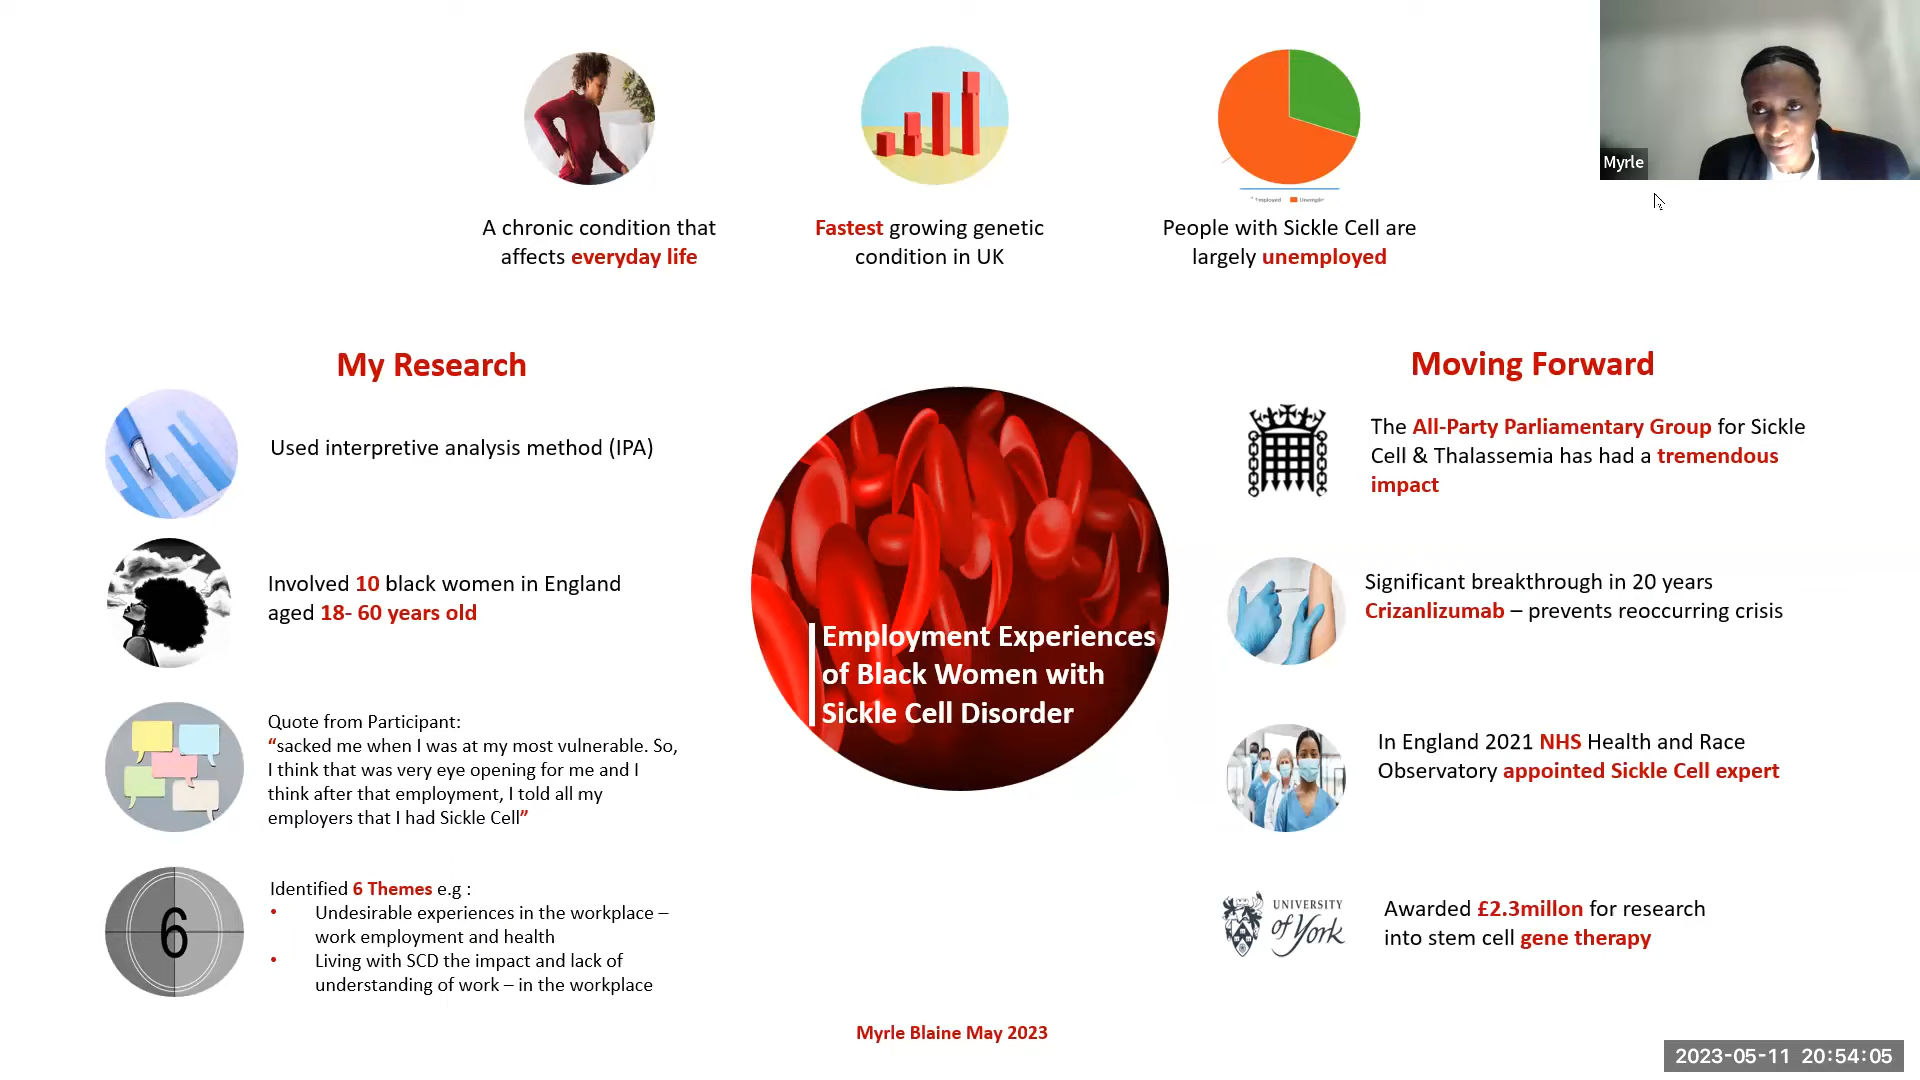 Myrle
A chronic condition that
affects everyday life
Fastest growing genetic
condition in UK
People with Sickle Cell are
largely unemployed
My Research
Used interpretive analysis method (IPA)
Involved 10 black women in England
aged 18- 60 years old
Quote from Participant:
“sacked me when I was at my most vulnerable. So,
I think that was very eye opening for me and I
think after that employment, I told all my
employers that I had Sickle Cell”
6
Identified 6 Themes e.g :
• Undesirable experiences in the workplace –
work employment and health
• Living with SCD the impact and lack of
understanding of work – in the workplace
Employment Experiences
of Black Women with
Sickle Cell Disorder
Moving Forward
The All-Party Parliamentary Group for Sickle
Cell & Thalassemia has had a tremendous
impact
Significant breakthrough in 20 years
Crizanlizumab – prevents reoccurring crisis
In England 2021 NHS Health and Race
Observatory appointed Sickle Cell expert
UNIVERSITY
of York
Awarded £2.3millon for research
into stem cell gene therapy
Myrle Blaine May 2023
2023-05-11 20:54:05